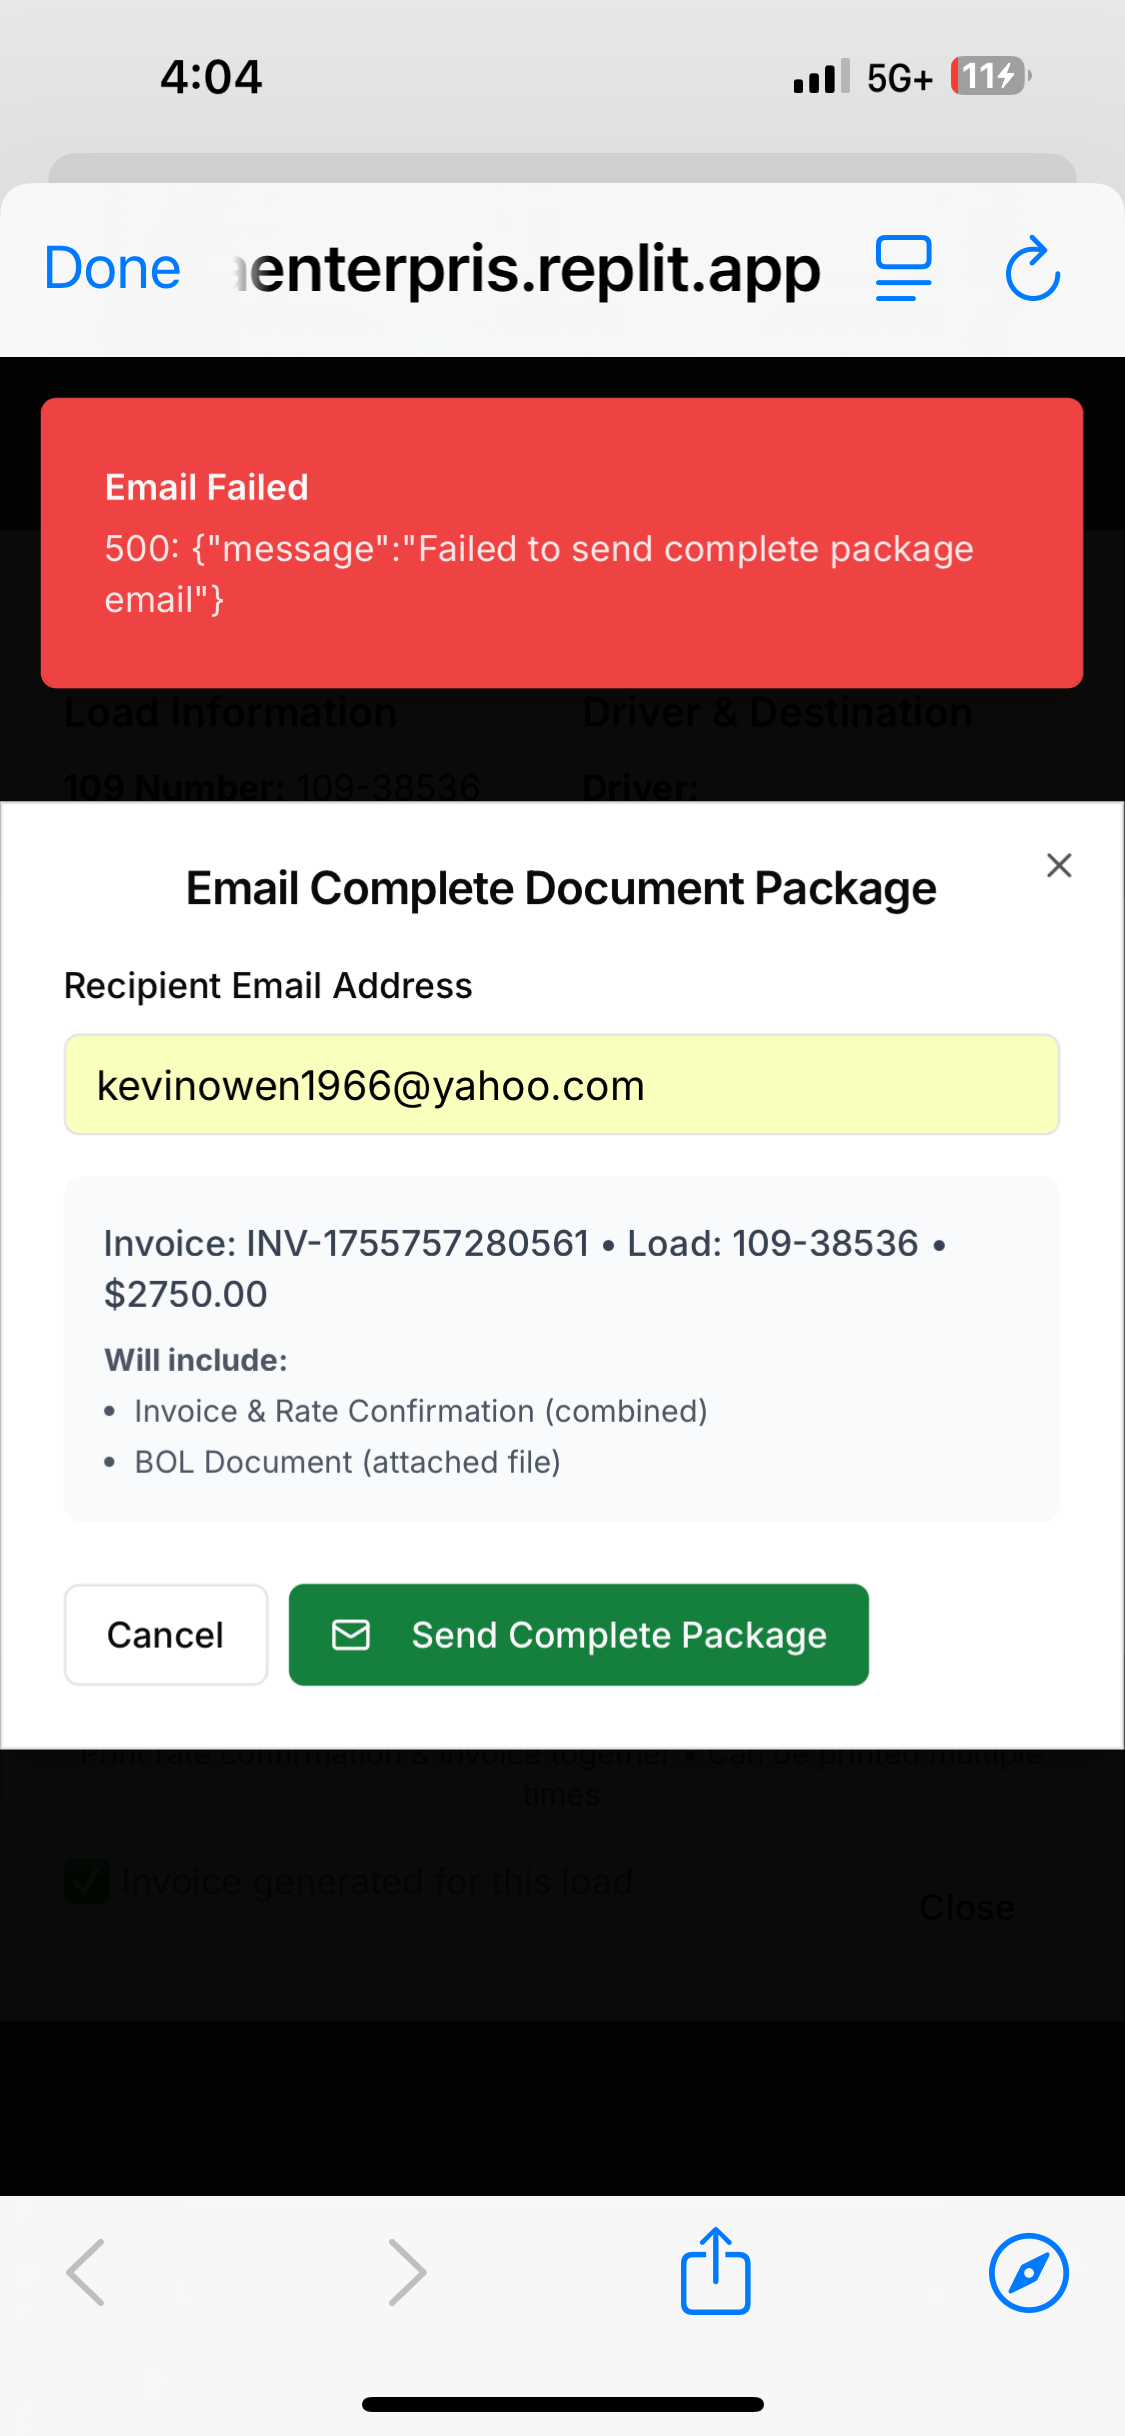 4:04
5G+
11
Done
enterpris.replit.app
Email Failed
500: {"message":"Failed to send complete package
email"}
Load Information
Driver & Destination
109 Number: 109-38536
Driver:
Email Complete Document Package
Recipient Email Address
kevinowen1966@yahoo.com
Invoice: INV-1755757280561 • Load: 109-38536 •
$2750.00
Will include:
• Invoice & Rate Confirmation (combined)
• BOL Document (attached file)
Cancel
Send Complete Package
Print rate confirmation & invoice together • Can be printed multiple
times
Invoice generated for this load
Close